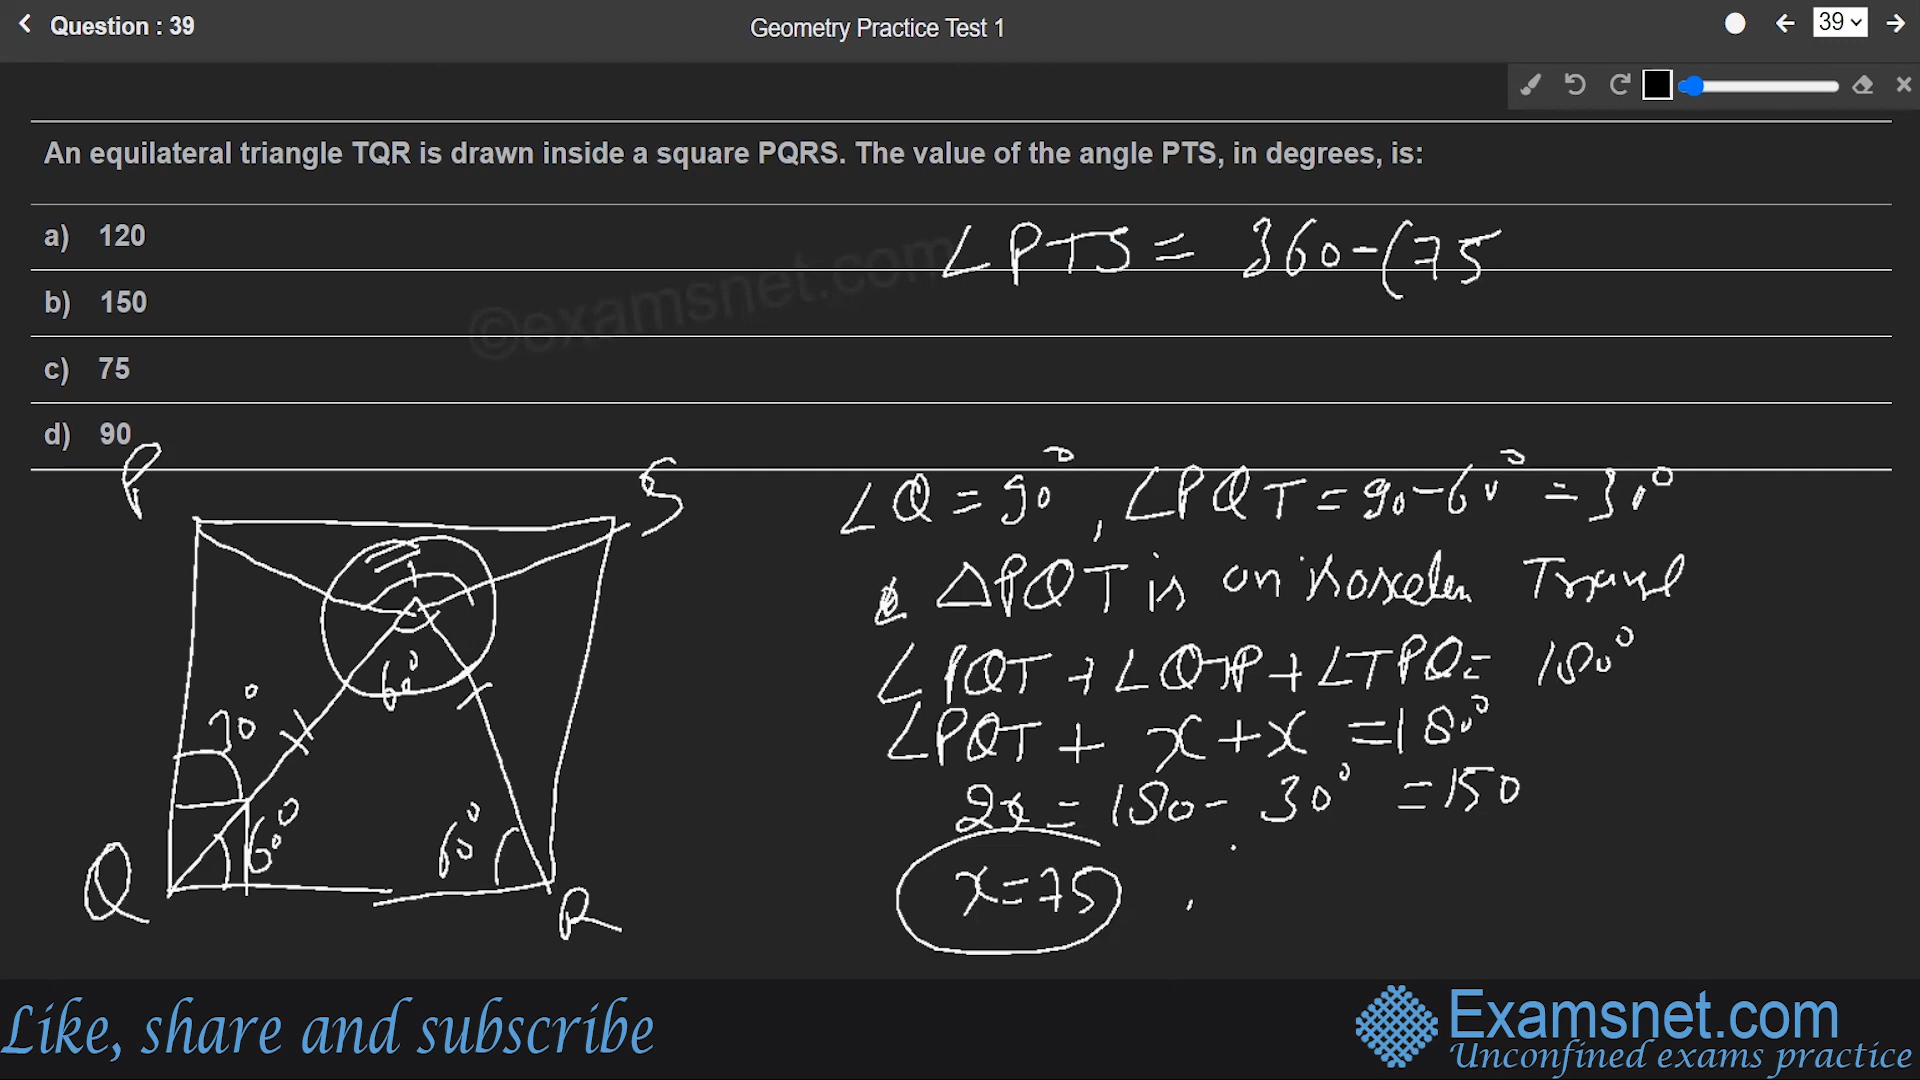 Question : 39
Geometry Practice Test 1
39
An equilateral triangle TQR is drawn inside a square PQRS. The value of the angle PTS, in degrees, is:
a) 120
b) 150
c) 75
d) 90
©examsnet.com
∠PTS = 360-(75
P
S
60°
30°
60°
60°
Q
R
∠Q = 90°, ∠PQT = 90-60° = 30°
ΔPQT is an
∠PQT + ∠QTP + ∠TPQ = 180°
∠PQT + x+x = 180°
2x = 180- 30° = 150
x = 75
Like, share and subscribe
Examsnet.com
Unconfined exams practice